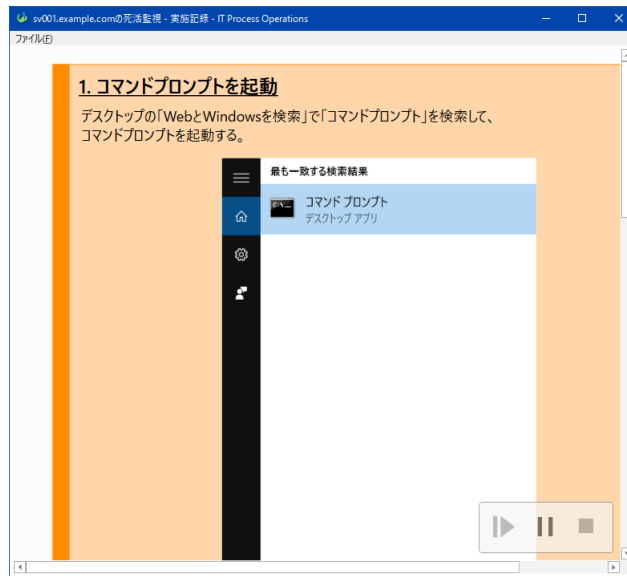 sv001.example.comの死活監視 - 実施記録 - IT Process Operations
ファイル(F)
1. コマンドプロンプトを起動
デスクトップの「WebとWindowsを検索」で「コマンドプロンプト」を検索して、
コマンドプロンプトを起動する。
最も一致する検索結果
コマンド プロンプト
デスクトップ アプリ